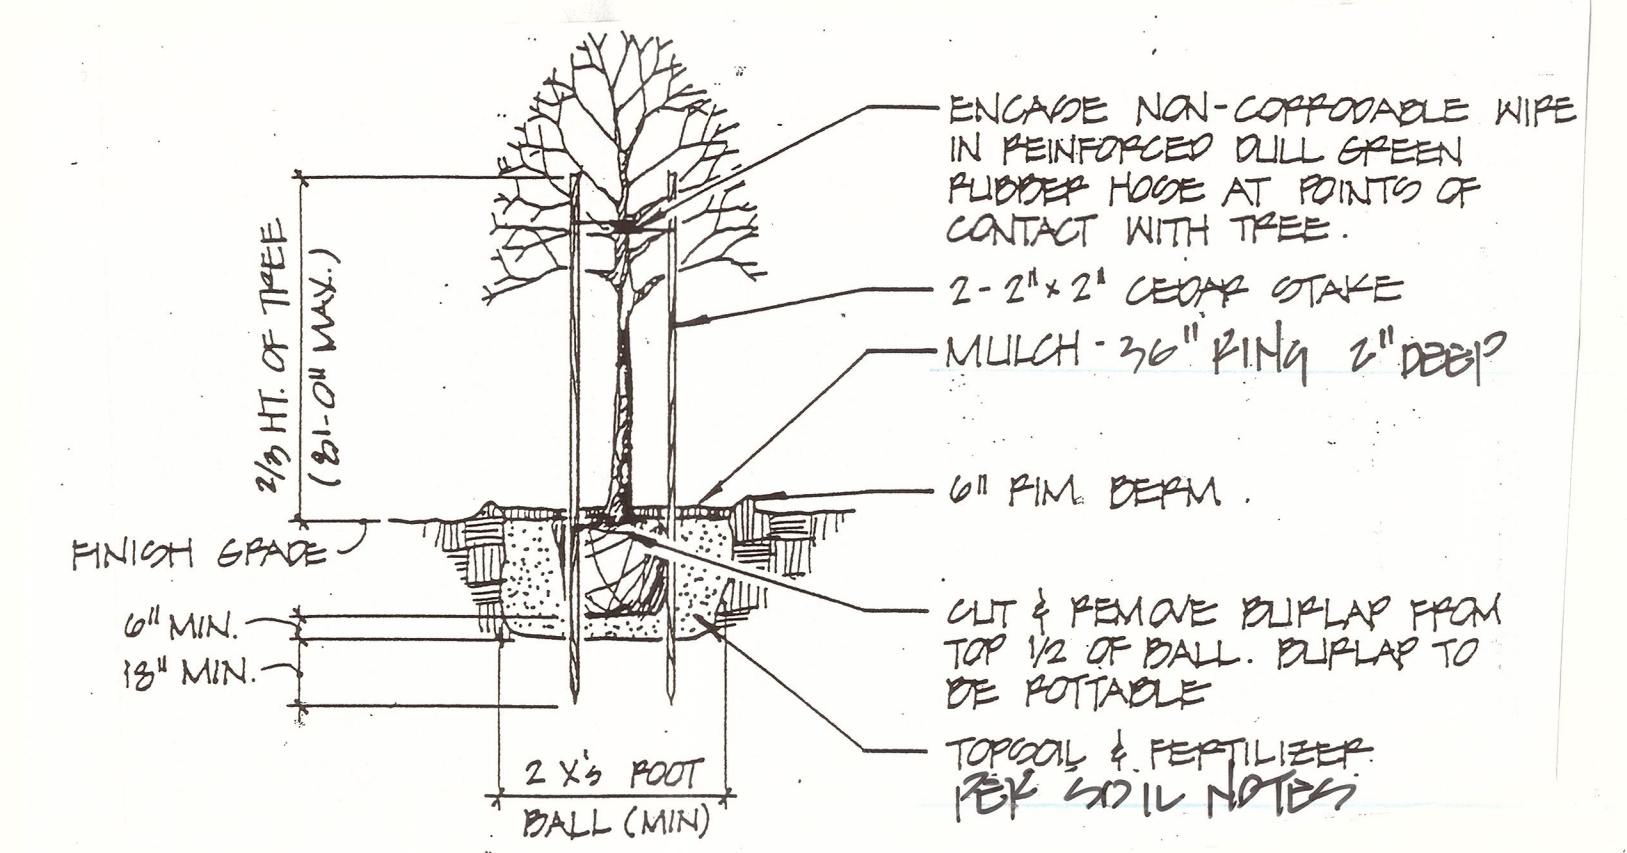 ENCASE NON-CORRODABLE WIRE
IN REINFORCED DULL GREEN
RUBBER HOSE AT POINTS OF
CONTACT WITH TREE.
2-2"x2" CEDAR STAKE
MULCH - 36" RING 2" DEEP
6" RIM BERM.
CUT & REMOVE BURLAP FROM
TOP 1/2 OF BALL. BURLAP TO
BE ROTTABLE
TOPSOIL & FERTILIZER
PER SOIL NOTES
2/3 HT. OF TREE
(8'-0" MAX.)
FINISH GRADE
6" MIN.
18" MIN.
2 X's ROOT
BALL (MIN)